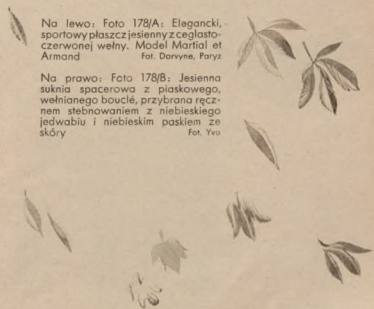 Na lewo: Foto 178/A: Elegancki,
sportowy płaszcz jesienny z ceglasto-
czerwonej wełny. Model Martial et
Armand Fot. Dorvyne, Paryż
Na prawo: Foto 178/B: Jesienna
suknia spacerowa z piaskowego,
wełnianego bouclé, przybrana ręcz-
nem stebnowaniem z niebieskiego
jedwabiu i niebieskim paskiem ze
skóry Fot. Yvo